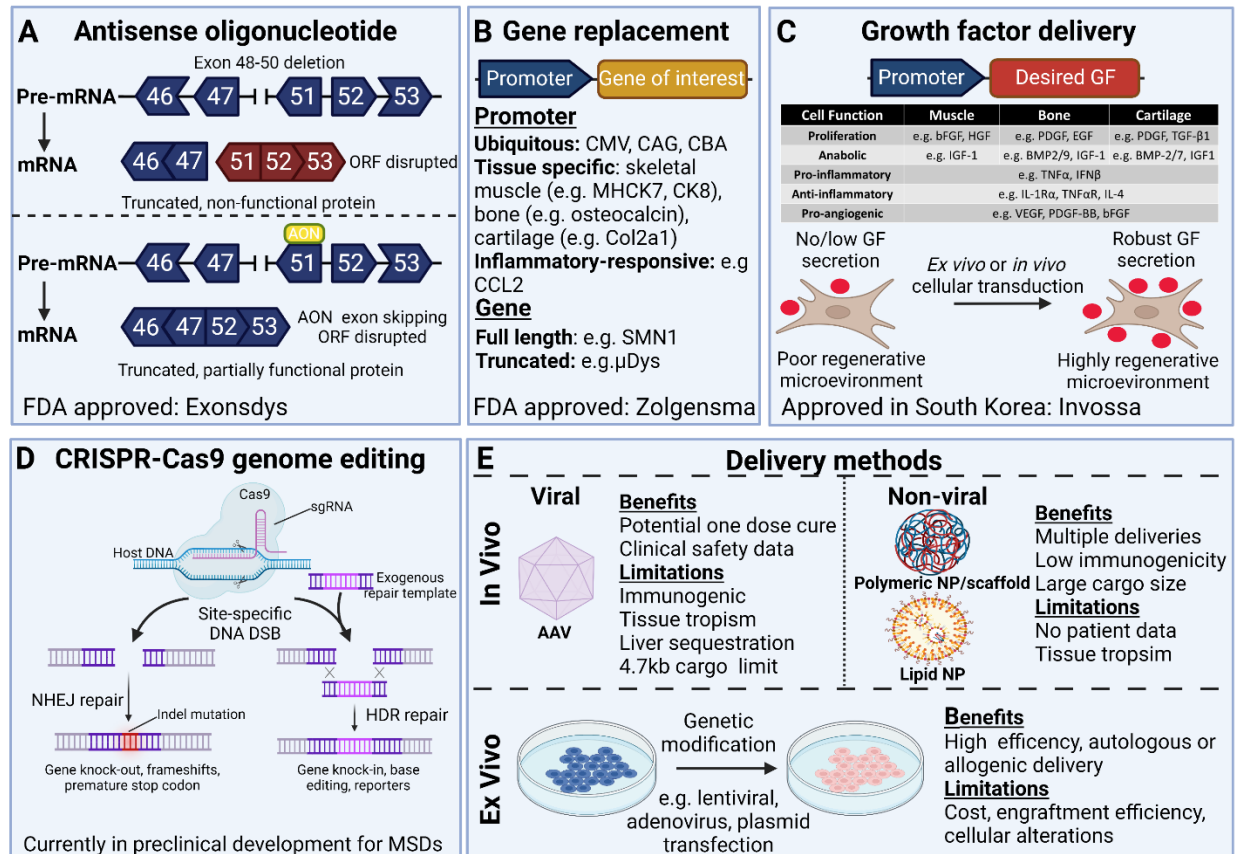 A Antisense oligonucleotide
Exon 48-50 deletion
Pre-mRNA 46 47 51 52 53
mRNA 46 47 51 52 53 ORF disrupted
Truncated, non-functional protein
AON
Pre-mRNA 46 47 51 52 53
mRNA 46 47 52 53 AON exon skipping
ORF disrupted
Truncated, partially functional protein
FDA approved: Exonsdys
B Gene replacement
Promoter Gene of interest
Promoter
Ubiquitous: CMV, CAG, CBA
Tissue specific: skeletal
muscle (e.g. MHCK7, CK8),
bone (e.g. osteocalcin),
cartilage (e.g. Col2a1)
Inflammatory-responsive: e.g
CCL2
Gene
Full length: e.g. SMN1
Truncated: e.g.μDys
FDA approved: Zolgensma
C Growth factor delivery
Promoter Desired GF
Cell Function Muscle Bone Cartilage
Proliferation e.g. bFGF, HGF e.g. PDGF, EGF e.g. PDGF, TGF-β1
Anabolic e.g. IGF-1 e.g. BMP2/9, IGF-1 e.g. BMP-2/7, IGF1
Pro-inflammatory e.g. TNFα, IFNβ
Anti-inflammatory e.g. IL-1Rα, TNFαR, IL-4
Pro-angiogenic e.g. VEGF, PDGF-BB, bFGF
No/low GF
secretion
Ex vivo or in vivo
cellular transduction
Robust GF
secretion
Poor regenerative
microevironment
Highly regenerative
microevironment
Approved in South Korea: Invossa
D CRISPR-Cas9 genome editing
Cas9
sgRNA
Host DNA
Exogenous
repair template
Site-specific
DNA DSB
NHEJ repair
Indel mutation
HDR repair
Gene knock-out, frameshifts,
premature stop codon
Gene knock-in, base
editing, reporters
Currently in preclinical development for MSDs
E Delivery methods
In Vivo
Viral
AAV
Benefits
Potential one dose cure
Clinical safety data
Limitations
Immunogenic
Tissue tropism
Liver sequestration
4.7kb cargo limit
Non-viral
Polymeric NP/scaffold
Lipid NP
Benefits
Multiple deliveries
Low immunogenicity
Large cargo size
Limitations
No patient data
Tissue tropsim
Ex Vivo
Genetic
modification
e.g. lentiviral,
adenovirus, plasmid
transfection
Benefits
High efficency, autologous or
allogenic delivery
Limitations
Cost, engraftment efficiency,
cellular alterations